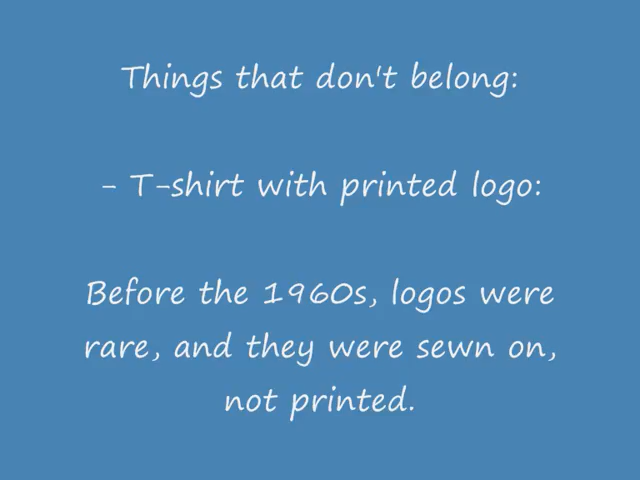 Things that don't belong:
- T-shirt with printed logo:
Before the 1960s, logos were
rare, and they were sewn on,
not printed.